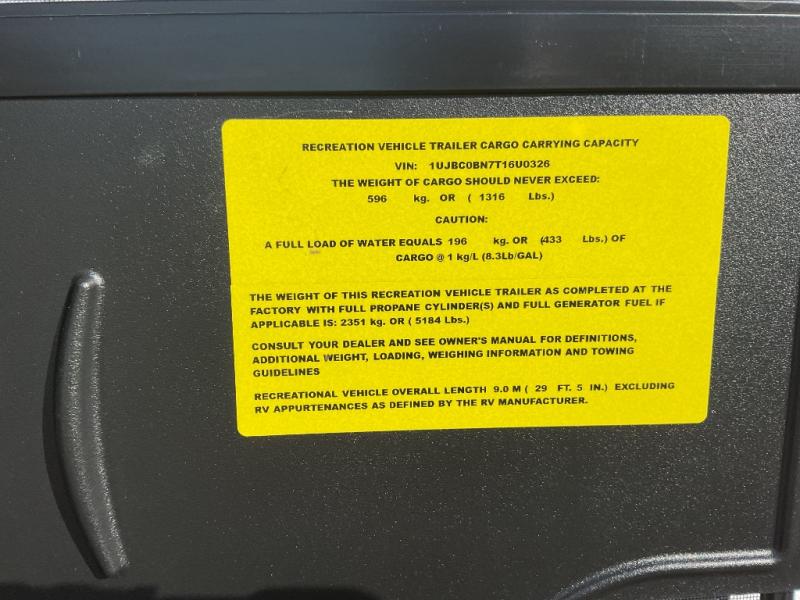 RECREATION VEHICLE TRAILER CARGO CARRYING CAPACITY
VIN: 1UJBC0BN7T16U0326
THE WEIGHT OF CARGO SHOULD NEVER EXCEED:
596 kg. OR ( 1316 Lbs.)
CAUTION:
A FULL LOAD OF WATER EQUALS 196 kg. OR (433 Lbs.) OF
CARGO @ 1 kg/L (8.3Lb/GAL)
THE WEIGHT OF THIS RECREATION VEHICLE TRAILER AS COMPLETED AT THE
FACTORY WITH FULL PROPANE CYLINDER(S) AND FULL GENERATOR FUEL IF
APPLICABLE IS: 2351 kg. OR ( 5184 Lbs.)
CONSULT YOUR DEALER AND SEE OWNER'S MANUAL FOR DEFINITIONS,
ADDITIONAL WEIGHT, LOADING, WEIGHING INFORMATION AND TOWING
GUIDELINES
RECREATIONAL VEHICLE OVERALL LENGTH 9.0 M ( 29 FT. 5 IN.) EXCLUDING
RV APPURTENANCES AS DEFINED BY THE RV MANUFACTURER.